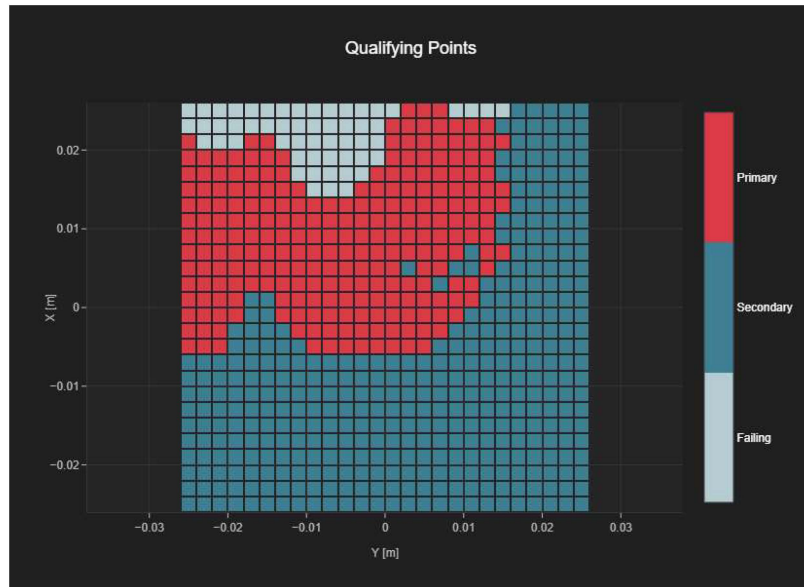 Qualifying Points
0.02
0.01
0
−0.01
−0.02
X [m]
−0.03
−0.02
−0.01
0
0.01
0.02
0.03
Y [m]
Primary
Secondary
Failing